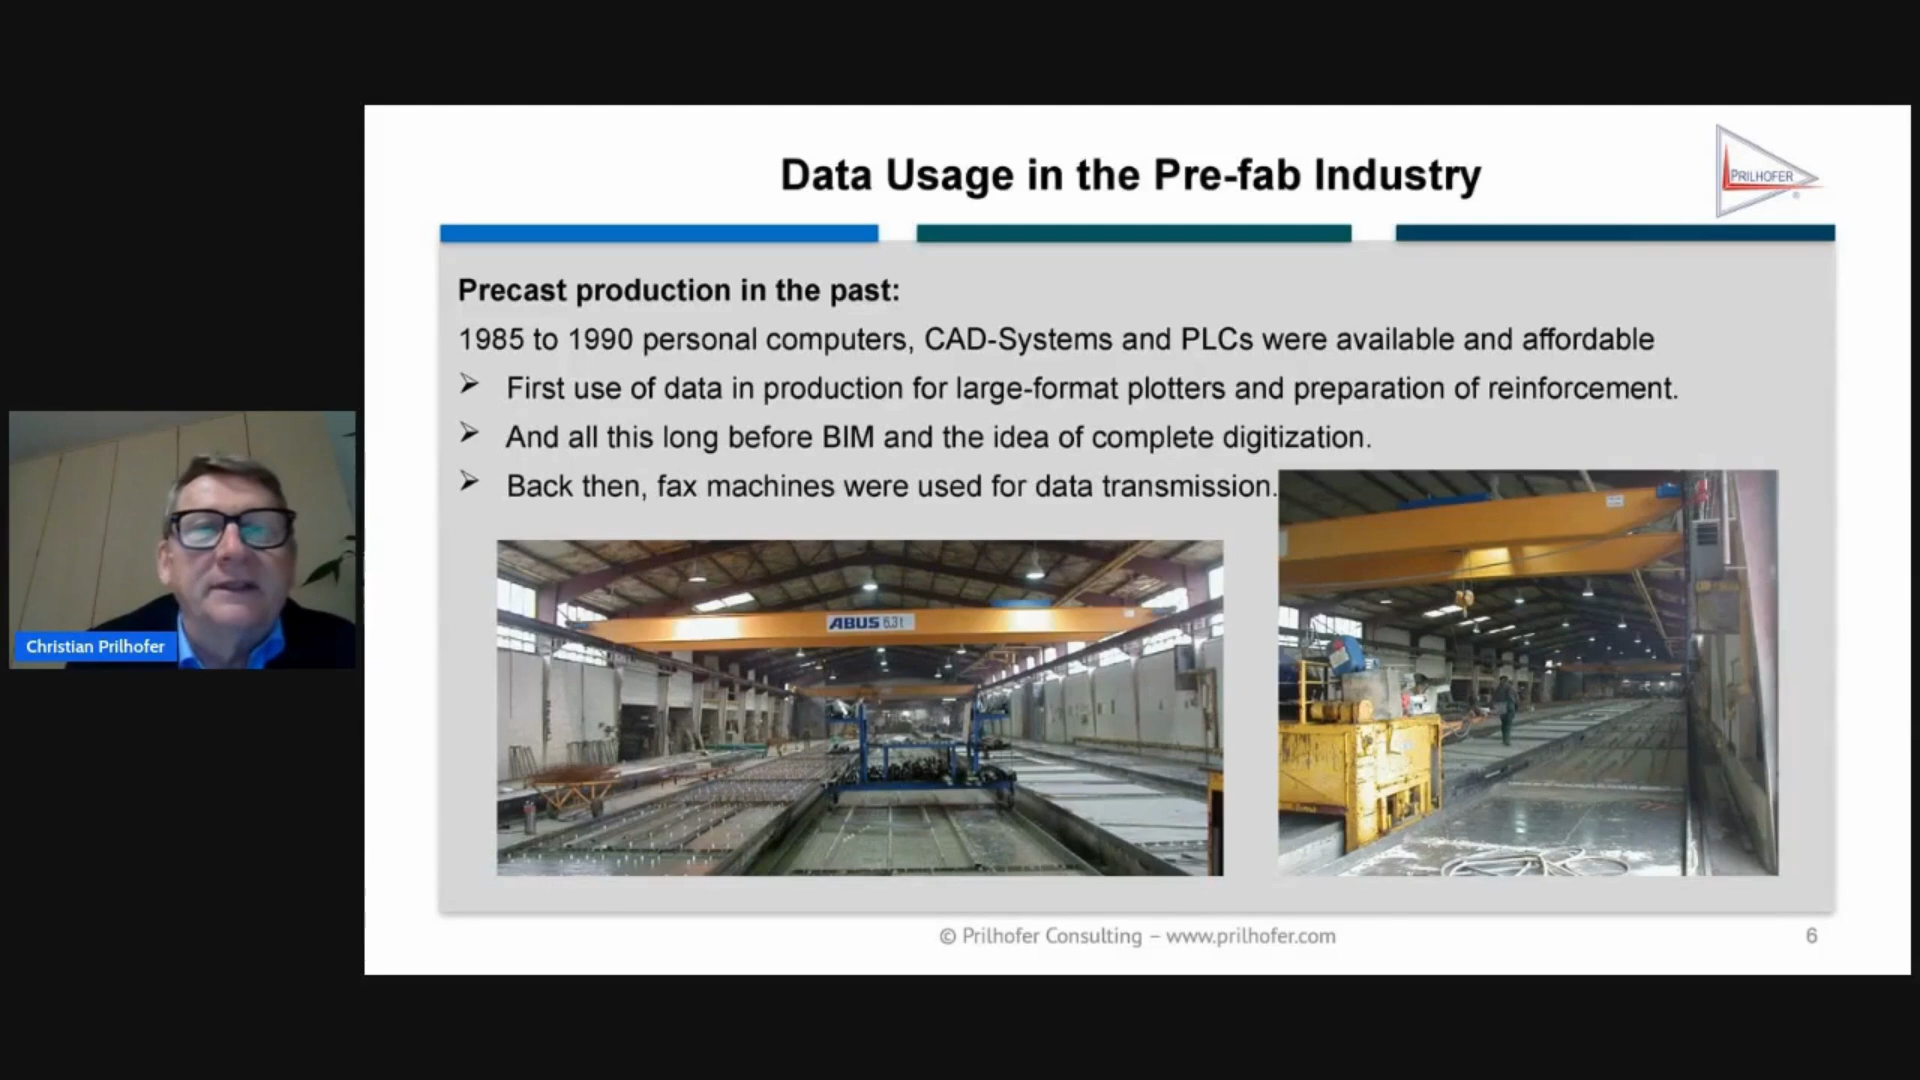 Data Usage in the Pre-fab Industry
PRILHOFER
®
Precast production in the past:
1985 to 1990 personal computers, CAD-Systems and PLCs were available and affordable
➢ First use of data in production for large-format plotters and preparation of reinforcement.
➢ And all this long before BIM and the idea of complete digitization.
➢ Back then, fax machines were used for data transmission.
ABUS 6.3t
Christian Prilhofer
© Prilhofer Consulting – www.prilhofer.com
6